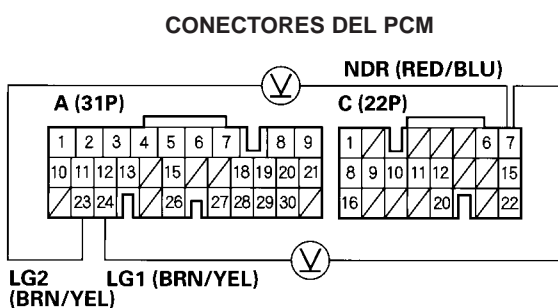 CONECTORES DEL PCM
NDR (RED/BLU)
V
A (31P)
C (22P)
1 2 3 4 5 6 7 8 9
1 6 7
10 11 12 13 15 18 19 20 21
8 9 10 11 12 15
23 24 26 27 28 29 30
16 20 22
V
LG2 LG1 (BRN/YEL)
(BRN/YEL)